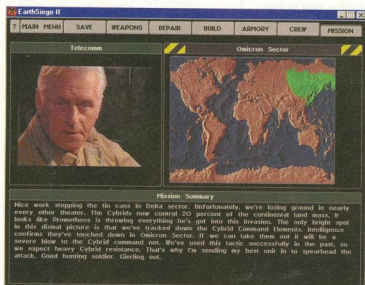 EarthSiege II
? MAIN MENU SAVE WEAPONS REPAIR BUILD ARMORY CREW MISSION
Telecomm
Omicron Sector
Mission Summary
Nice work stopping the tin cans in Delta sector. Unfortunately, we're losing ground in nearly
every other theater. The Cybrids now control 20 percent of the continental land mass. It
looks like Prometheus is throwing everything he's got into this invasion. The only bright spot
in this dismal picture is that we've tracked down the Cybrid Command Elements. Intelligence
confirms they've touched down in Omicron Sector. If we can take them out it will be a
severe blow to the Cybrid command net. We've used this tactic successfully in the past, so
we expect heavy Cybrid resistance. That's why I'm sending my best unit in to spearhead the
attack. Good hunting soldier. Gierling out.